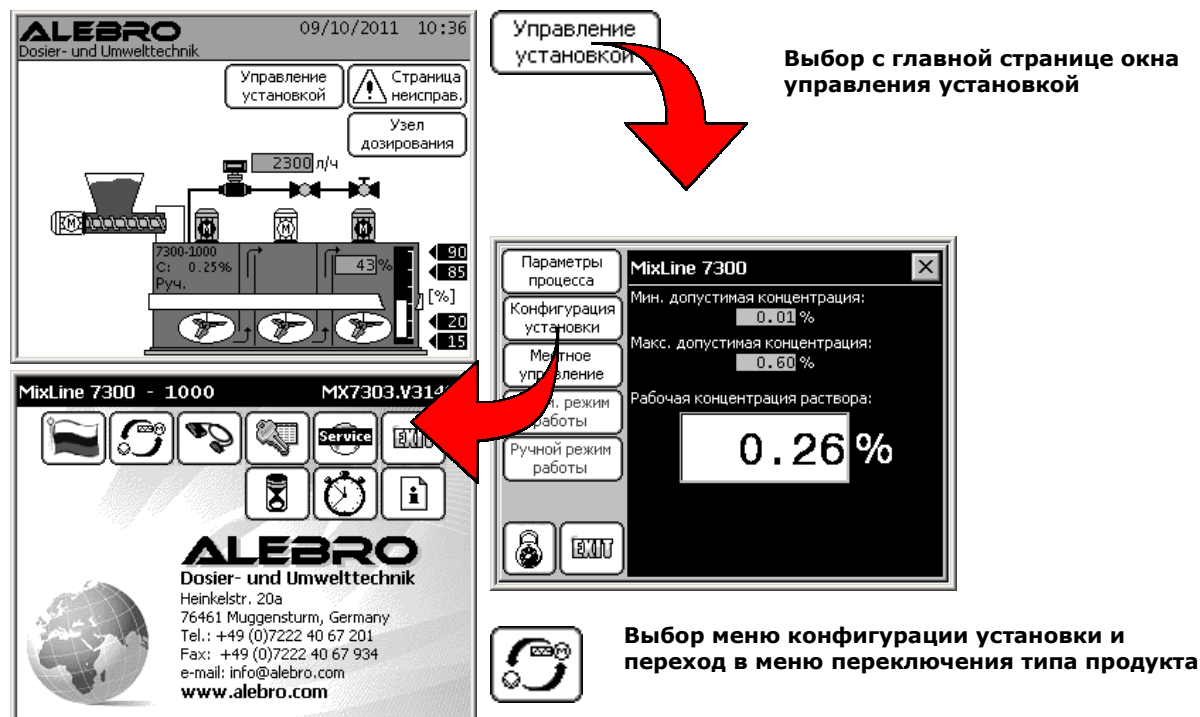 ALEBRO
09/10/2011 10:36
Dosier- und Umwelttechnik
Управление
установкой
Страница
неисправ.
Узел
дозирования
2300 л/ч
7300-1000
C: 0.25%
Руч.
43 %
90
85
[%]
20
15
Управление
установкой
Выбор с главной странице окна
управления установкой
Параметры
процесса
Конфигурация
установки
Местное
управление
режим
работы
Ручной режим
работы
EXIT
MixLine 7300
Мин. допустимая концентрация:
0.01 %
Макс. допустимая концентрация:
0.60 %
Рабочая концентрация раствора:
0.26 %
MixLine 7300 - 1000
Service
EXIT
ALEBRO
Dosier- und Umwelttechnik
Heinkelstr. 20a
76461 Muggensturm, Germany
Tel.: +49 (0)7222 40 67 201
Fax: +49 (0)7222 40 67 934
e-mail: info@alebro.com
www.alebro.com
Выбор меню конфигурации установки и
переход в меню переключения типа продукта